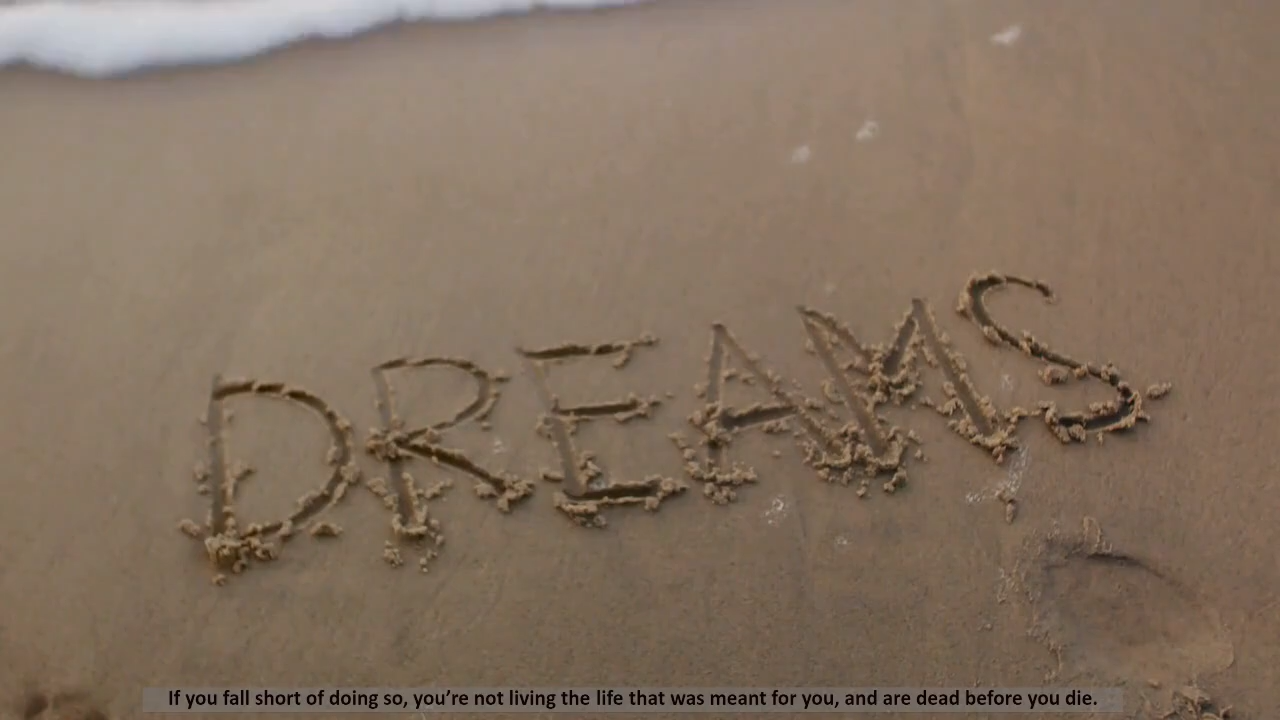 DREAMS
If you fall short of doing so, you’re not living the life that was meant for you, and are dead before you die.